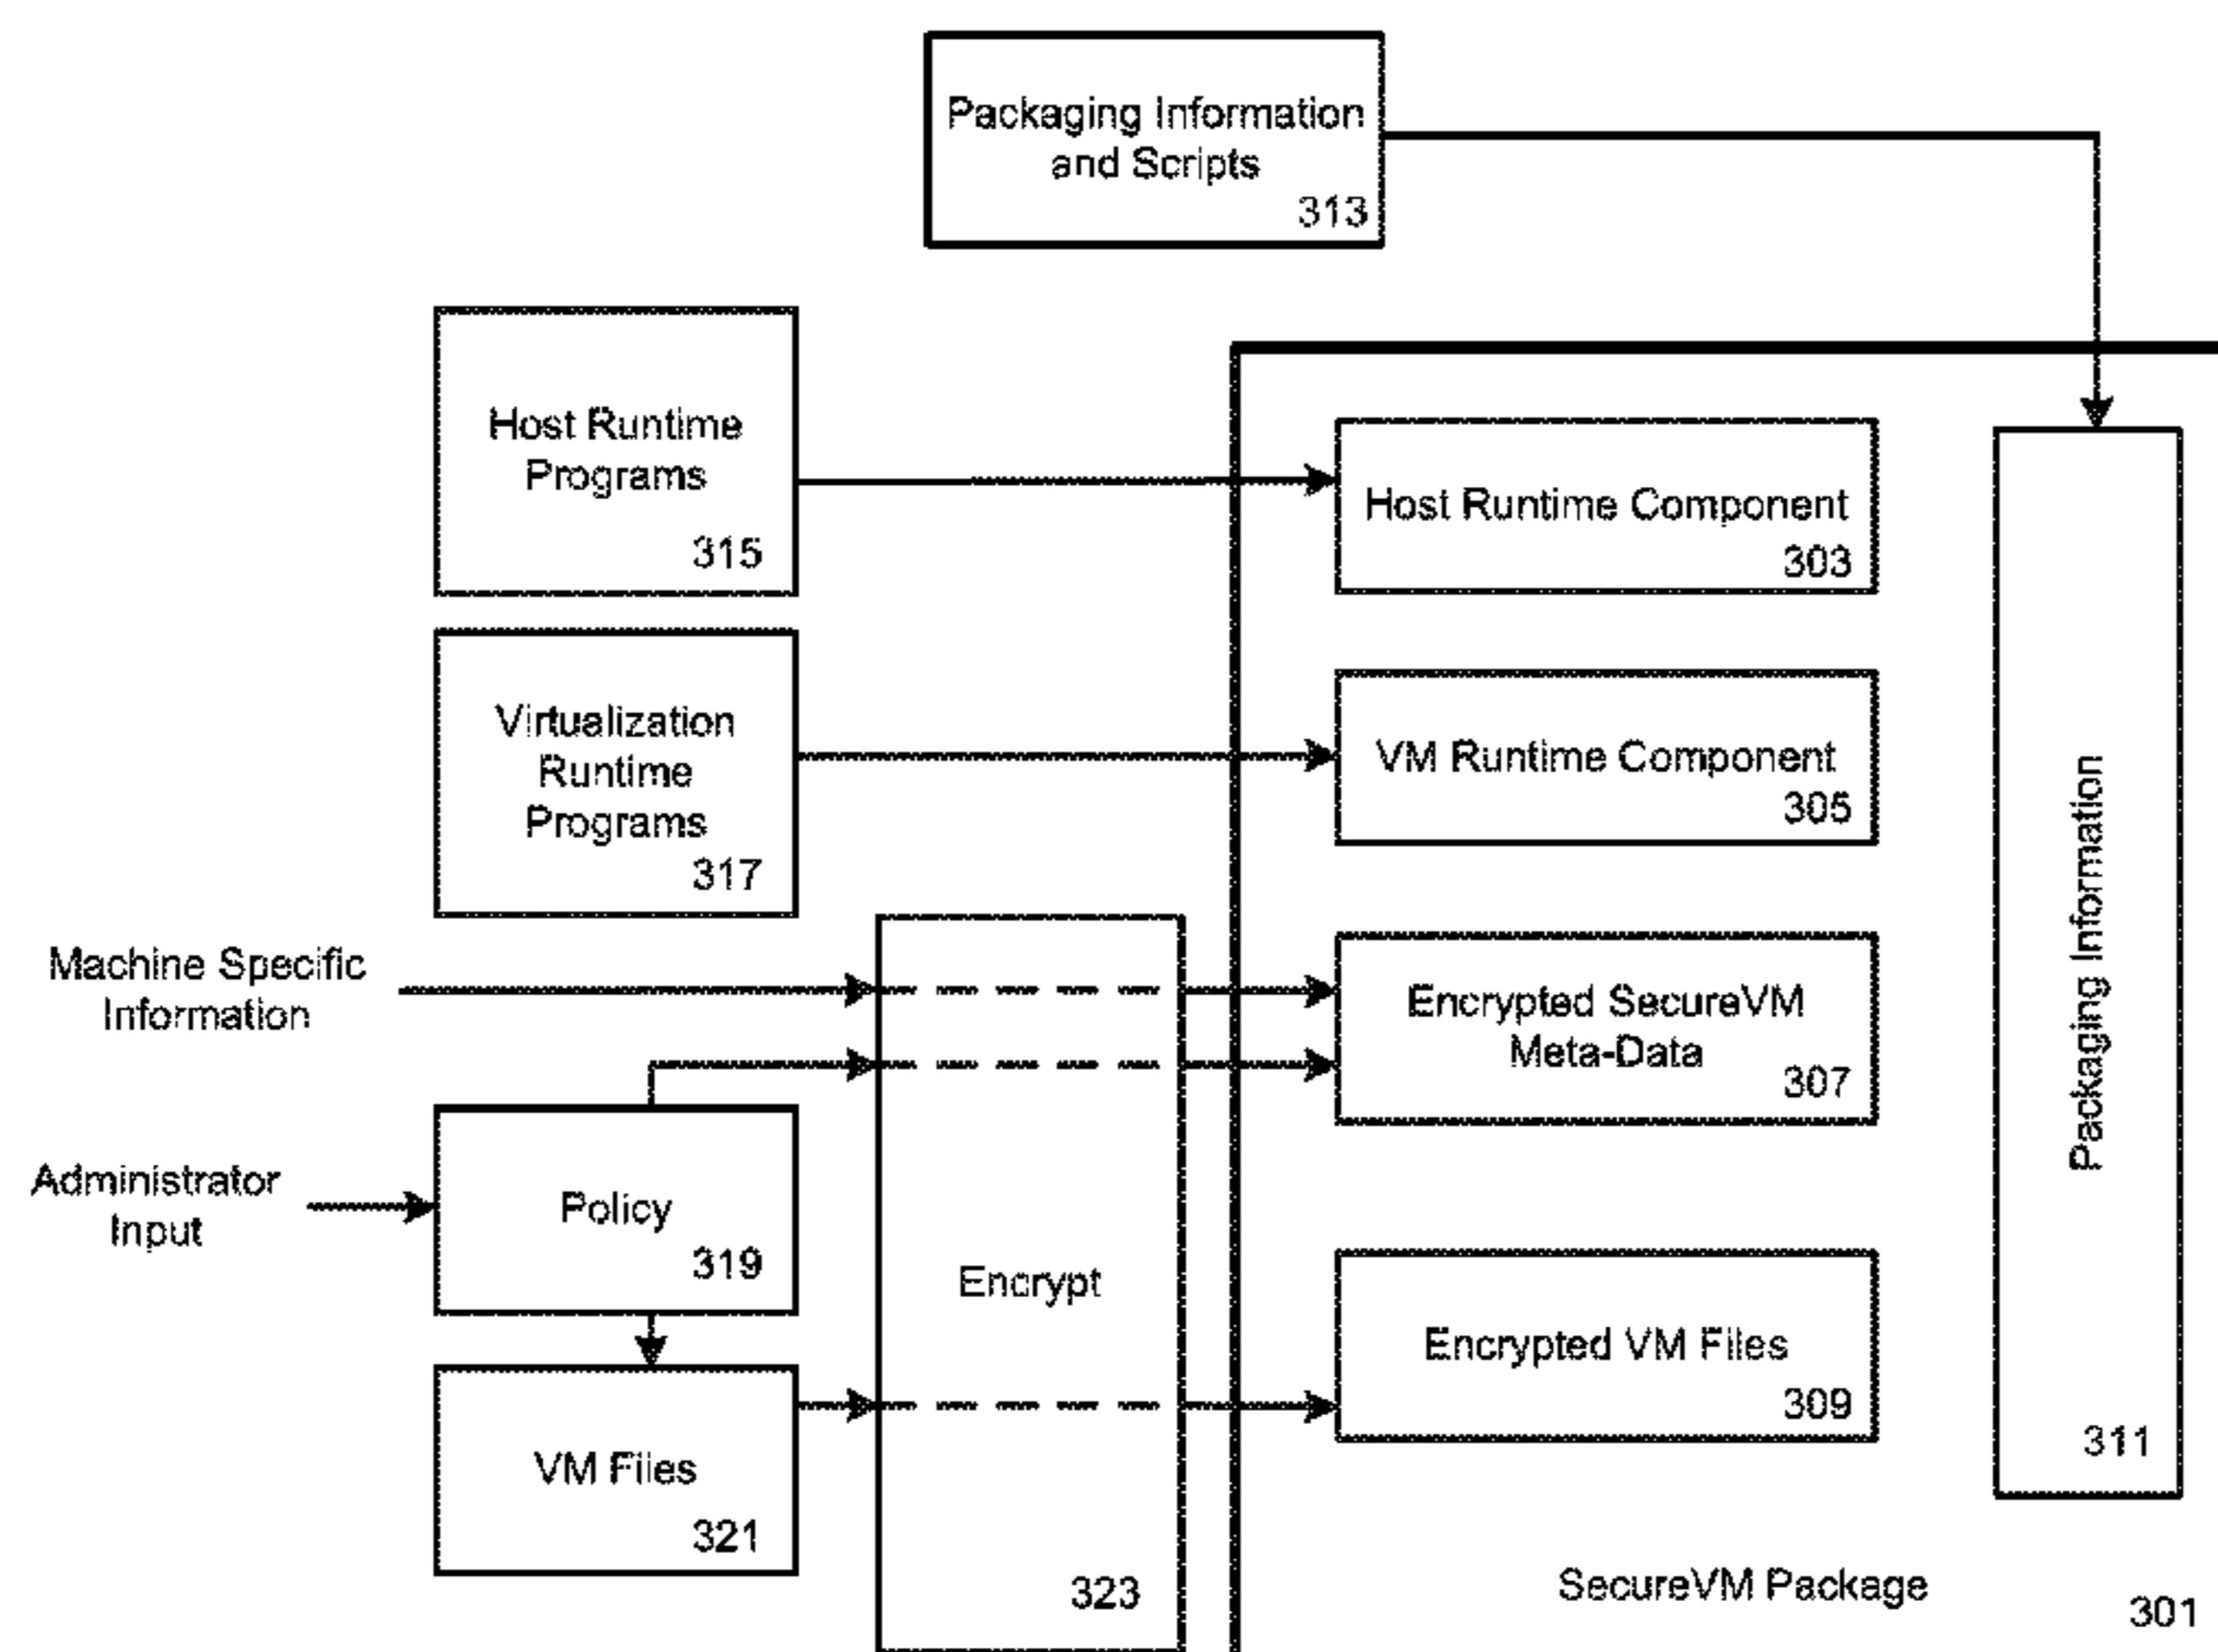 Packaging Information
and Scripts
313
Host Runtime
Programs
315
Host Runtime Component
303
Virtualization
Runtime
Programs
317
VM Runtime Component
305
Machine Specific
Information
Encrypted SecureVM
Meta-Data
307
Packaging Information
311
Administrator
Input
Policy
319
Encrypt
323
Encrypted VM Files
309
VM Files
321
SecureVM Package
301